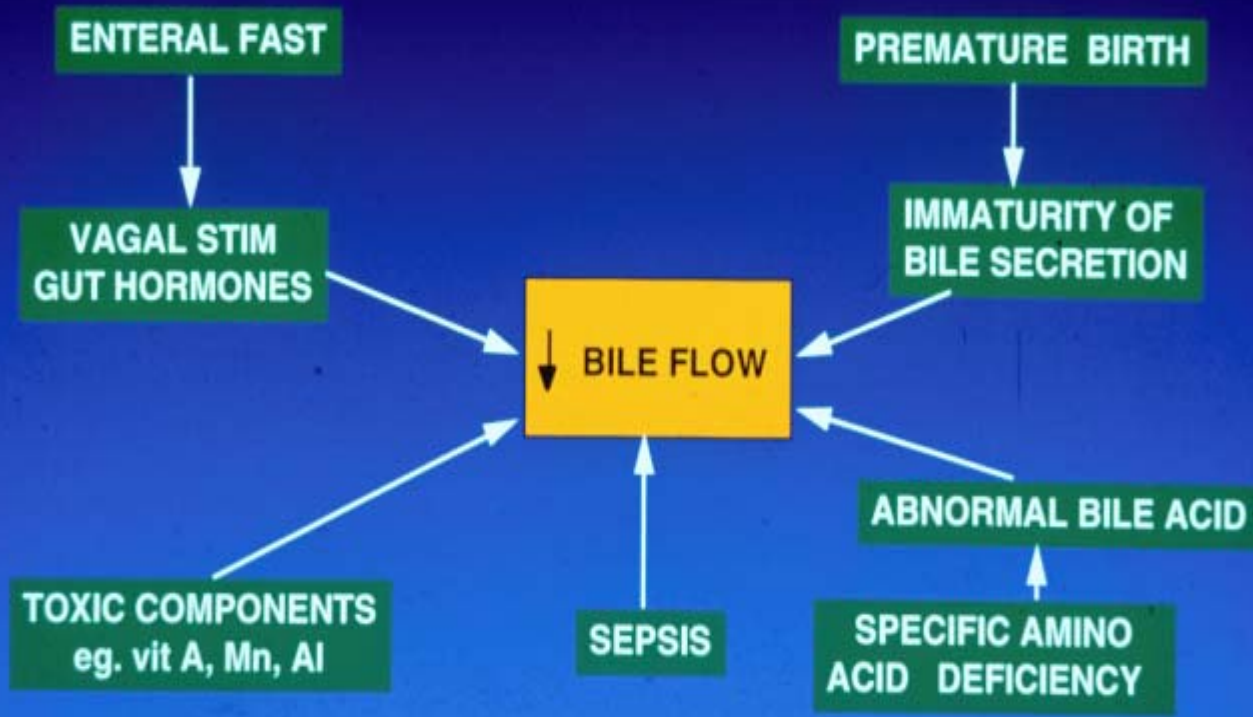 ENTERAL FAST
PREMATURE BIRTH
VAGAL STIM
GUT HORMONES
IMMATURITY OF
BILE SECRETION
↓ BILE FLOW
ABNORMAL BILE ACID
TOXIC COMPONENTS
eg. vit A, Mn, Al
SEPSIS
SPECIFIC AMINO
ACID DEFICIENCY